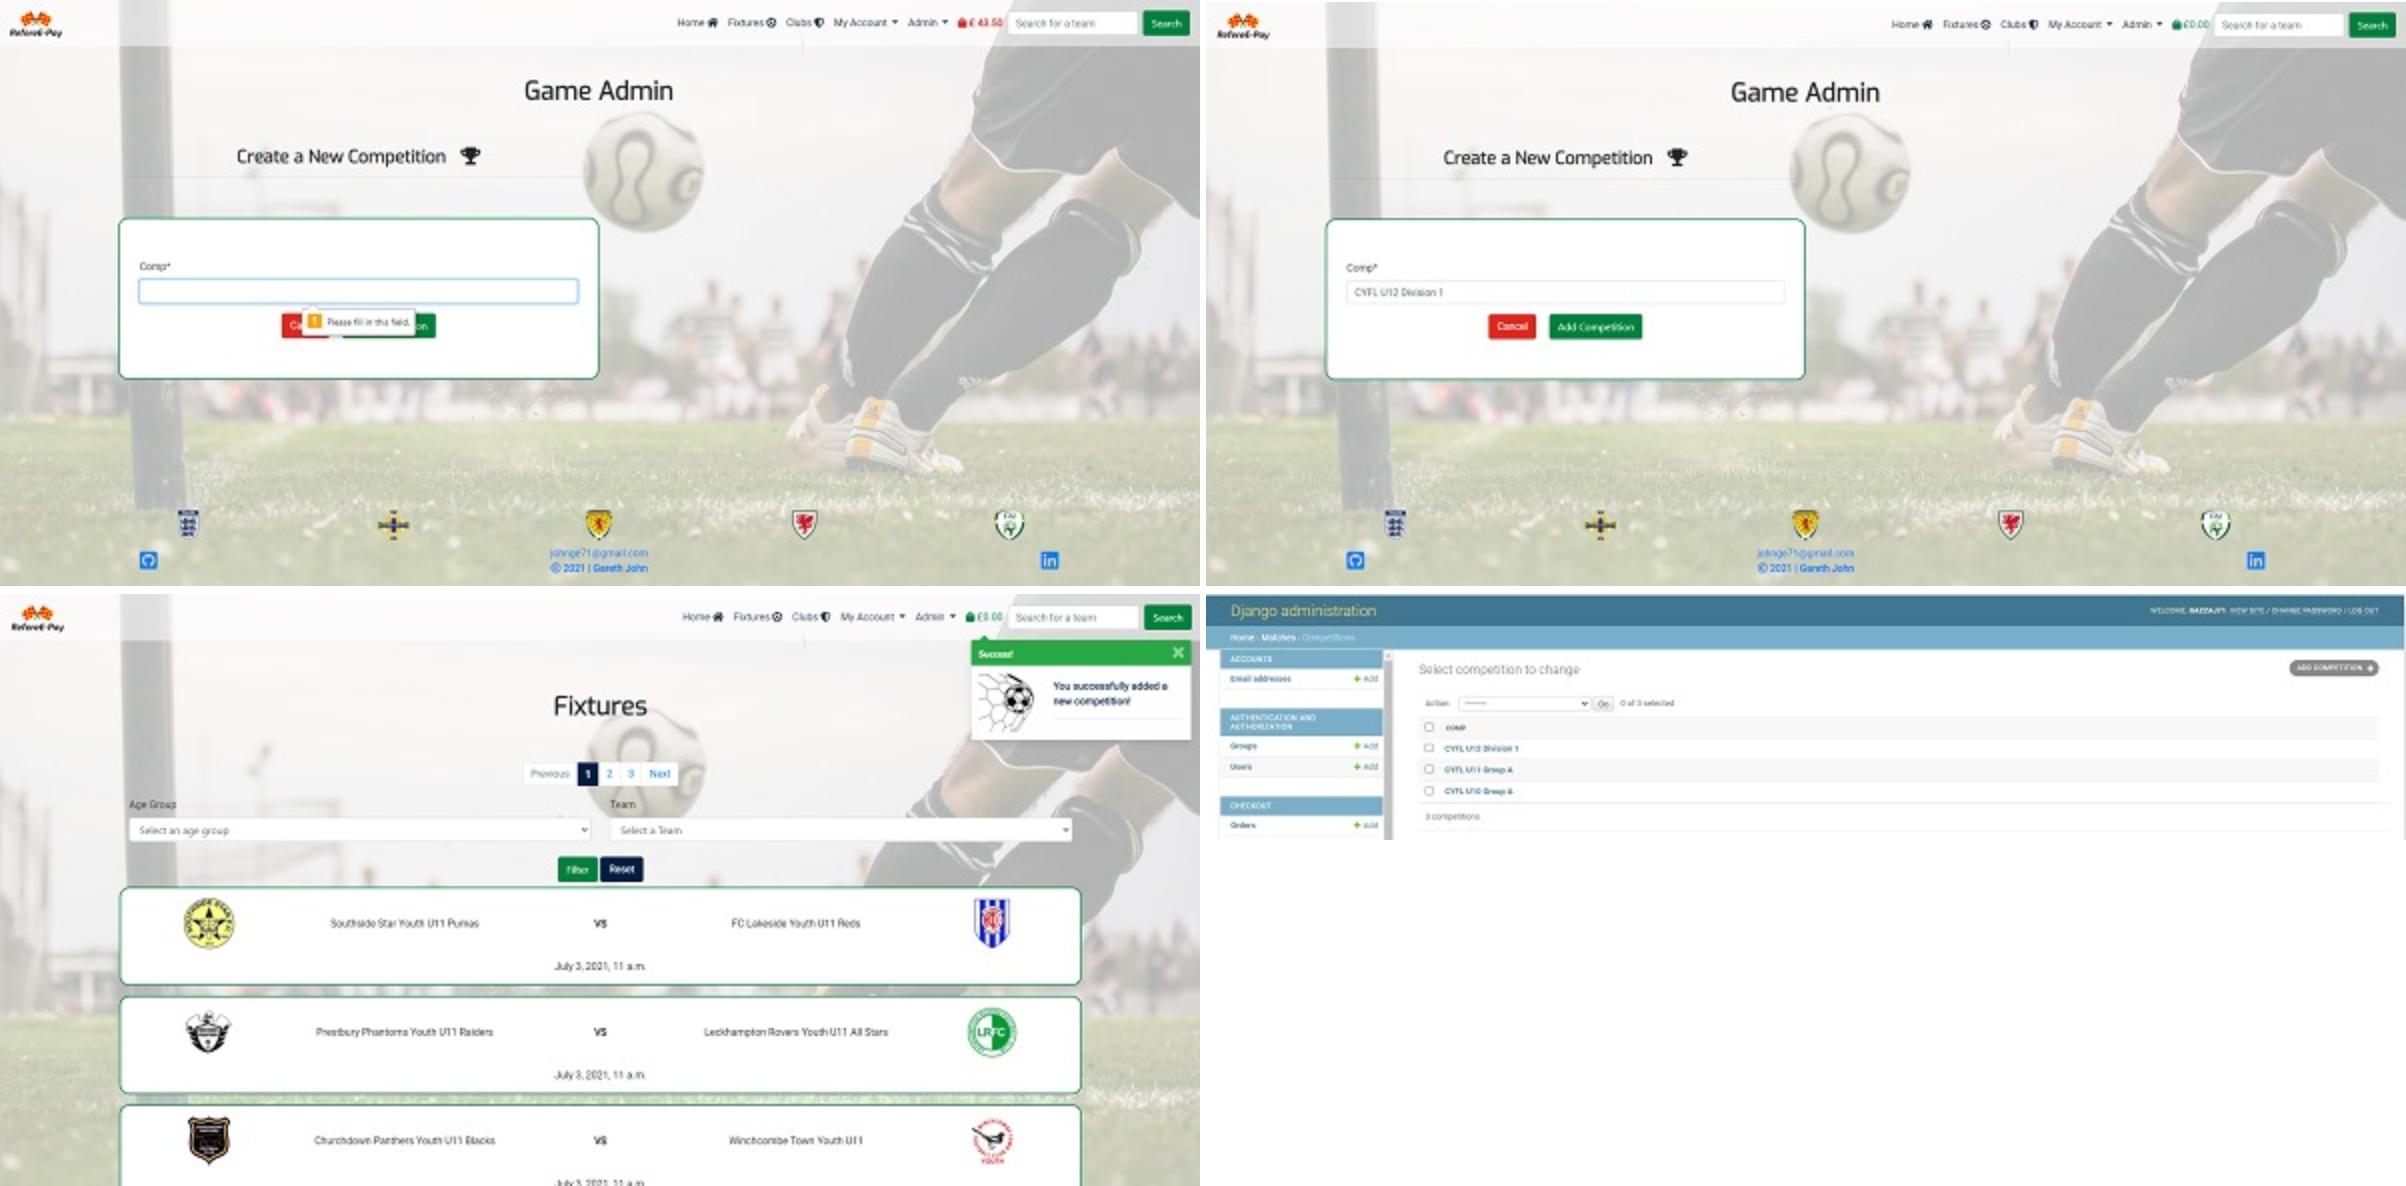 RefereE-Pay
Home Fixtures Clubs My Account Admin £ 43.50 Search for a team Search
Game Admin
Create a New Competition
Comp*
Please fill in this field.
johnge71@gmail.com
© 2021 | Gareth John
RefereE-Pay
Home Fixtures Clubs My Account Admin £0.00 Search for a team Search
Game Admin
Create a New Competition
Comp*
CYFL U12 Division 1
Cancel Add Competition
johnge71@gmail.com
© 2021 | Gareth John
RefereE-Pay
Home Fixtures Clubs My Account Admin £0.00 Search for a team Search
Success!
You successfully added a
new competition!
Fixtures
Previous 1 2 3 Next
Age Group Team
Select an age group Select a Team
Filter Reset
Southside Star Youth U11 Pumas VS FC Lakeside Youth U11 Reds
July 3, 2021, 11 a.m.
Prestbury Phantoms Youth U11 Raiders VS Leckhampton Rovers Youth U11 All Stars
LRFC
July 3, 2021, 11 a.m.
Churchdown Panthers Youth U11 Blacks VS Winchcombe Town Youth U11
July 3, 2021, 11 a.m.
Django administration
WELCOME, VIEW SITE / CHANGE PASSWORD / LOG OUT
Home › Matches › Competitions
ACCOUNTS
Email addresses + Add
AUTHENTICATION AND
AUTHORIZATION
Groups + Add
Users + Add
CHECKOUT
Orders + Add
Select competition to change
ADD COMPETITION +
Action: Go 0 of 3 selected
COMP
CYFL U12 Division 1
CYFL U11 Group A
CYFL U10 Group A
3 competitions